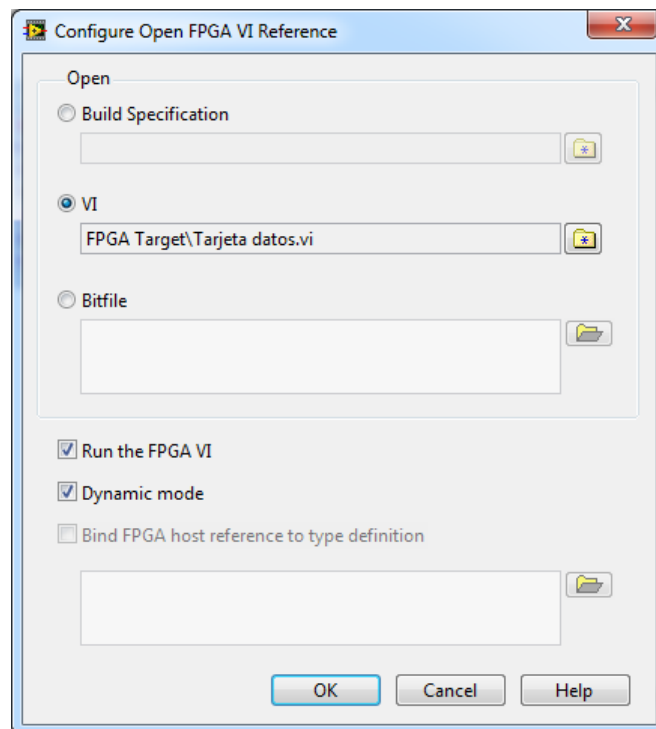 Configure Open FPGA VI Reference
Open
Build Specification
VI
FPGA Target\Tarjeta datos.vi
Bitfile
Run the FPGA VI
Dynamic mode
Bind FPGA host reference to type definition
OK Cancel Help